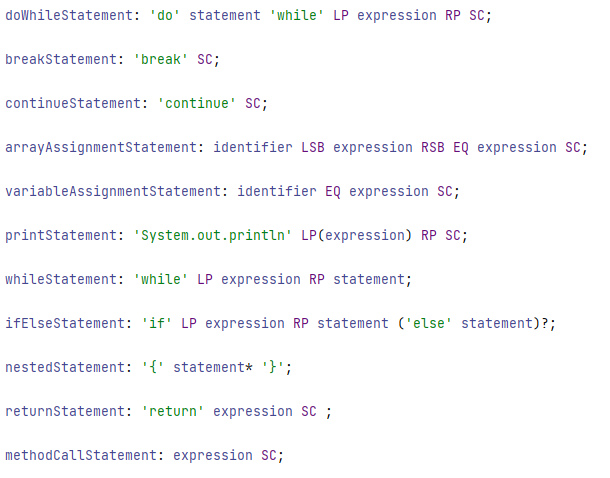 doWhileStatement: 'do' statement 'while' LP expression RP SC;
breakStatement: 'break' SC;
continueStatement: 'continue' SC;
arrayAssignmentStatement: identifier LSB expression RSB EQ expression SC;
variableAssignmentStatement: identifier EQ expression SC;
printStatement: 'System.out.println' LP(expression) RP SC;
whileStatement: 'while' LP expression RP statement;
ifElseStatement: 'if' LP expression RP statement ('else' statement)?;
nestedStatement: '{' statement* '}';
returnStatement: 'return' expression SC ;
methodCallStatement: expression SC;